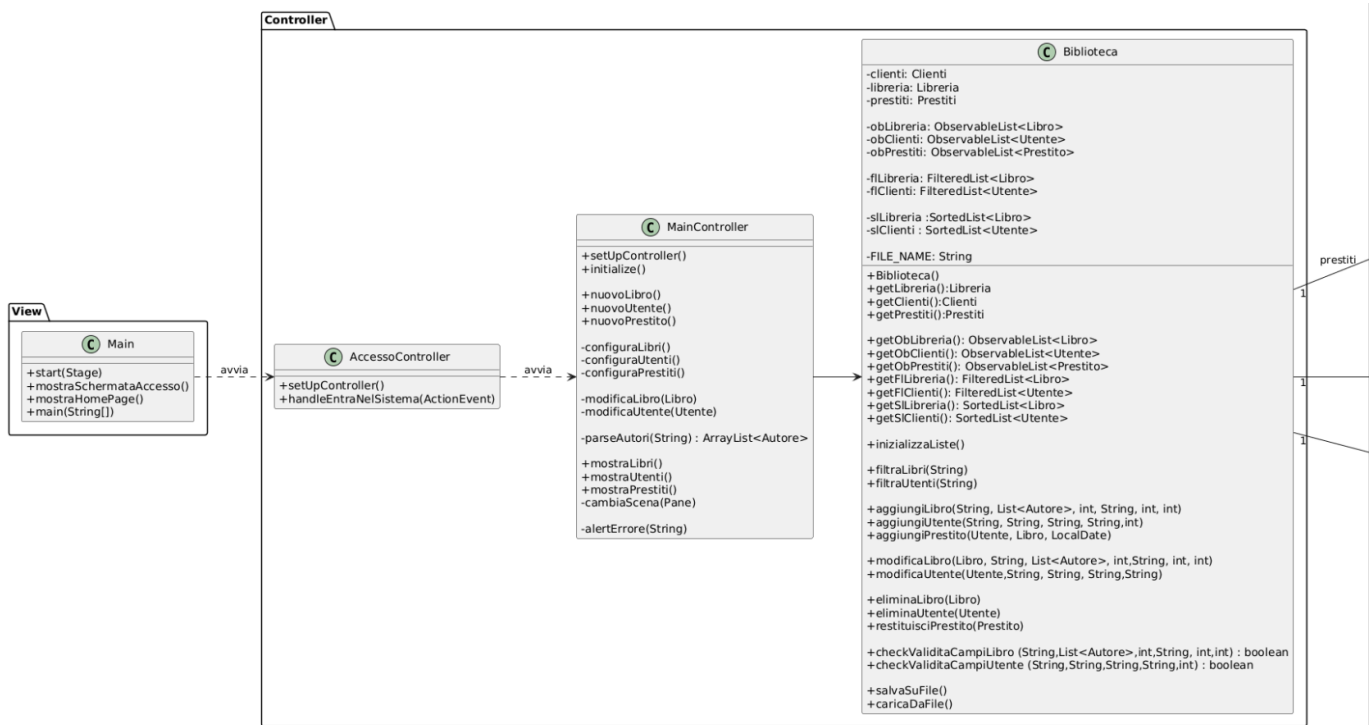 Controller
View
C Main
+start(Stage)
+mostraSchermataAccesso()
+mostraHomePage()
+main(String[])
avvia
C AccessoController
+setUpController()
+handleEntraNelSistema(ActionEvent)
avvia
C MainController
+setUpController()
+initialize()
+nuovoLibro()
+nuovoUtente()
+nuovoPrestito()
-configuraLibri()
-configuraUtenti()
-configuraPrestiti()
-modificaLibro(Libro)
-modificaUtente(Utente)
-parseAutori(String) : ArrayList<Autore>
+mostraLibri()
+mostraUtenti()
+mostraPrestiti()
-cambiaScena(Pane)
-alertErrore(String)
C Biblioteca
-clienti: Clienti
-libreria: Libreria
-prestiti: Prestiti
-obLibreria: ObservableList<Libro>
-obClienti: ObservableList<Utente>
-obPrestiti: ObservableList<Prestito>
-flLibreria: FilteredList<Libro>
-flClienti: FilteredList<Utente>
-slLibreria :SortedList<Libro>
-slClienti : SortedList<Utente>
-FILE_NAME: String
+Biblioteca()
+getLibreria():Libreria
+getClienti():Clienti
+getPrestiti():Prestiti
+getObLibreria(): ObservableList<Libro>
+getObClienti(): ObservableList<Utente>
+getObPrestiti(): ObservableList<Prestito>
+getFlLibreria(): FilteredList<Libro>
+getFlClienti(): FilteredList<Utente>
+getSlLibreria(): SortedList<Libro>
+getSlClienti(): SortedList<Utente>
+inizializzaListe()
+filtraLibri(String)
+filtraUtenti(String)
+aggiungiLibro(String, List<Autore>, int, String, int, int)
+aggiungiUtente(String, String, String, String,int)
+aggiungiPrestito(Utente, Libro, LocalDate)
+modificaLibro(Libro, String, List<Autore>, int,String, int, int)
+modificaUtente(Utente,String, String, String,String)
+eliminaLibro(Libro)
+eliminaUtente(Utente)
+restituisciPrestito(Prestito)
+checkValiditaCampiLibro (String,List<Autore>,int,String, int,int) : boolean
+checkValiditaCampiUtente (String,String,String,String,int) : boolean
+salvaSuFile()
+caricaDaFile()
prestiti
1
1
1